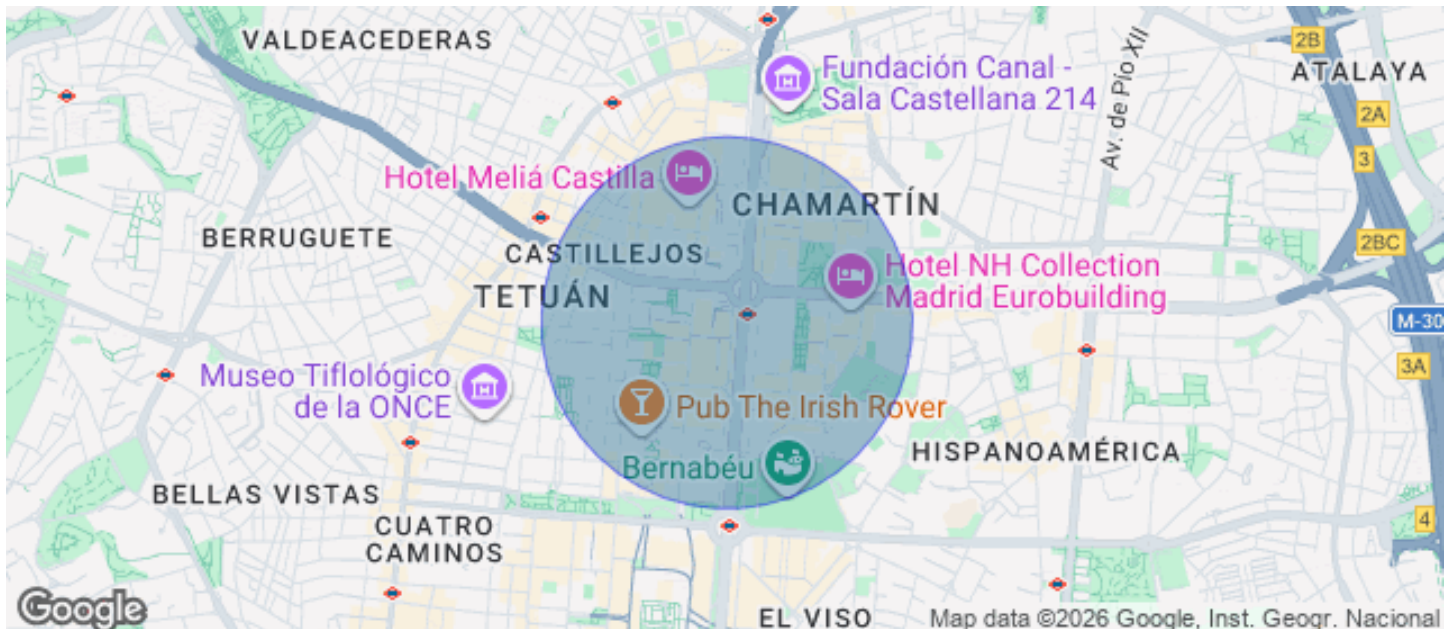 VALDEACEDERAS
Fundación Canal -
Sala Castellana 214
Av. de Pío XII
2B
ATALAYA
2A
3
Hotel Meliá Castilla
CHAMARTÍN
BERRUGUETE
CASTILLEJOS
2BC
Hotel NH Collection
Madrid Eurobuilding
TETUÁN
M-30
3A
Museo Tiflológico
de la ONCE
Pub The Irish Rover
Bernabéu
HISPANOAMÉRICA
BELLAS VISTAS
CUATRO
CAMINOS
4
Google
EL VISO
Map data ©2026 Google, Inst. Geogr. Nacional